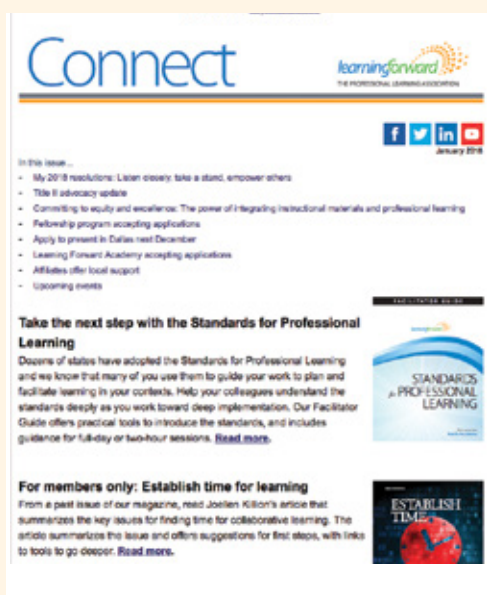 Connect
learningforward
THE PROFESSIONAL LEARNING ASSOCIATION
January 2018
In this issue...
- My 2018 resolutions: Listen closely, take a stand, empower others
- Title II advocacy update
- Committing to equity and excellence: The power of integrating instructional materials and professional learning
- Fellowship program accepting applications
- Apply to present in Dallas next December
- Learning Forward Academy accepting applications
- Affiliates offer local support
- Upcoming events
Take the next step with the Standards for Professional
Learning
Dozens of states have adopted the Standards for Professional Learning
and we know that many of you use them to guide your work to plan and
facilitate learning in your contexts. Help your colleagues understand the
standards deeply as you work toward deep implementation. Our Facilitator
Guide offers practical tools to introduce the standards, and includes
guidance for full-day or two-hour sessions. Read more.
FACILITATOR GUIDE
learningforward
STANDARDS
for PROFESSIONAL
LEARNING
For members only: Establish time for learning
From a past issue of our magazine, read Joellen Killion's article that
summarizes the key issues for finding time for collaborative learning. The
article summarizes the issue and offers suggestions for first steps, with links
to tools to go deeper. Read more.
ESTABLISH
TIME